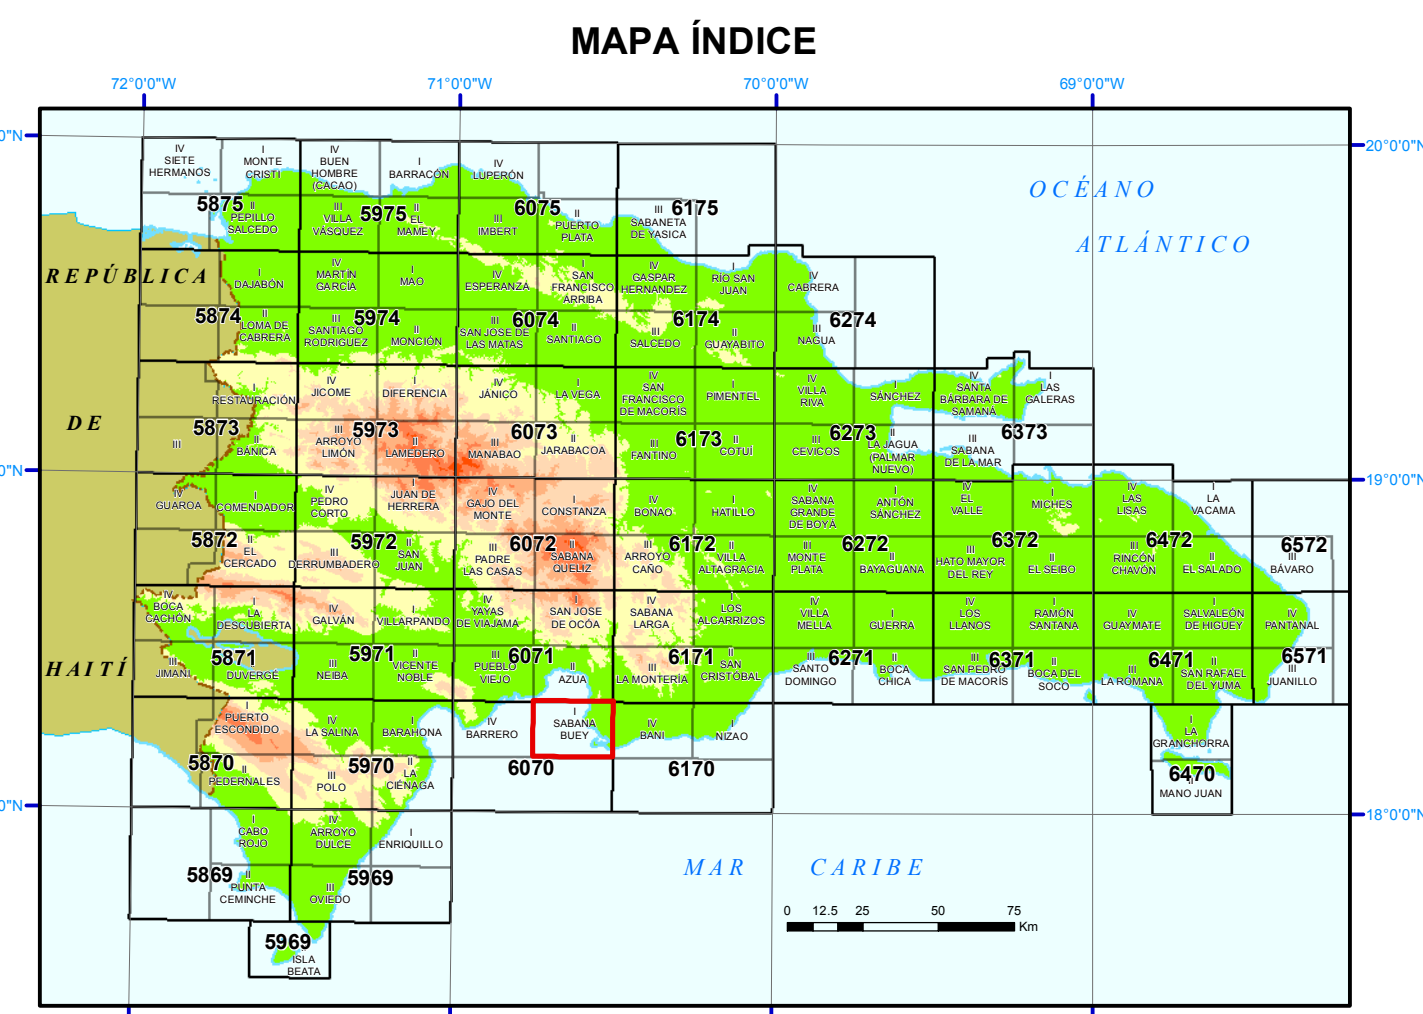 MAPA ÍNDICE
72°0'0"W
71°0'0"W
70°0'0"W
69°0'0"W
0"N
20°0'0"N
OCÉANO
ATLÁNTICO
IV
SIETE
HERMANOS
I
MONTE
CRISTI
IV
BUEN
HOMBRE
(CACAO)
I
BARRACÓN
IV
LUPERÓN
5875
II
PEPILLO
SALCEDO
III
VILLA
VÁSQUEZ
5975
II
EL
MAMEY
III
IMBERT
6075
II
PUERTO
PLATA
III
SABANETA
DE YASICA
6175
REPÚBLICA
I
DAJABÓN
IV
MARTÍN
GARCÍA
I
MAO
IV
ESPERANZA
I
SAN
FRANCISCO
ARRIBA
IV
GASPAR
HERNANDEZ
I
RÍO SAN
JUAN
IV
CABRERA
5874
II
LOMA DE
CABRERA
III
SANTIAGO
RODRIGUEZ
5974
II
MONCIÓN
III
SAN JOSE DE
LAS MATAS
6074
II
SANTIAGO
III
SALCEDO
6174
II
GUAYABITO
III
NAGUA
6274
I
RESTAURACIÓN
IV
JICOME
I
DIFERENCIA
IV
JÁNICO
I
LA VEGA
IV
SAN
FRANCISCO
DE MACORÍS
I
PIMENTEL
IV
VILLA
RIVA
I
SÁNCHEZ
IV
SANTA
BÁRBARA DE
SAMANÁ
I
LAS
GALERAS
DE
III
5873
II
BÁNICA
III
ARROYO
LIMÓN
5973
II
LAMEDERO
III
MANABAO
6073
II
JARABACOA
III
FANTINO
6173
II
COTUÍ
III
CEVICOS
6273
II
LA JAGUA
(PALMAR
NUEVO)
III
SABANA
DE LA MAR
6373
19°0'0"N
0"N
IV
GUAROA
I
COMENDADOR
IV
PEDRO
CORTO
I
JUAN DE
HERRERA
IV
GAJO DEL
MONTE
I
CONSTANZA
IV
BONAO
I
HATILLO
IV
SABANA
GRANDE
DE BOYÁ
I
ANTÓN
SÁNCHEZ
IV
EL
VALLE
I
MICHES
IV
LAS
LISAS
I
LA
VACAMA
5872
II
EL
CERCADO
III
DERRUMBADERO
5972
II
SAN
JUAN
III
PADRE
LAS CASAS
6072
II
SABANA
QUELIZ
III
ARROYO
CAÑO
6172
II
VILLA
ALTAGRACIA
III
MONTE
PLATA
6272
II
BAYAGUANA
III
HATO MAYOR
DEL REY
6372
II
EL SEIBO
III
RINCÓN
CHAVÓN
6472
II
EL SALADO
6572
III
BÁVARO
IV
BOCA
CACHÓN
I
LA
DESCUBIERTA
IV
GALVÁN
I
VILLARPANDO
IV
YAYAS
DE VIAJAMA
I
SAN JOSE
DE OCÓA
IV
SABANA
LARGA
I
LOS
ALCARRIZOS
IV
VILLA
MELLA
I
GUERRA
IV
LOS
LLANOS
I
RAMÓN
SANTANA
IV
GUAYMATE
I
SALVALEÓN
DE HIGUEY
IV
PANTANAL
HAITÍ
III
JIMANI
5871
II
DUVERGÉ
III
NEIBA
5971
II
VICENTE
NOBLE
III
PUEBLO
VIEJO
6071
II
AZUA
III
LA MONTERÍA
6171
II
SAN
CRISTÓBAL
III
SANTO
DOMINGO
6271
II
BOCA
CHICA
III
SAN PEDRO
DE MACORÍS
6371
II
BOCA DEL
SOCO
III
LA ROMANA
6471
II
SAN RAFAEL
DEL YUMA
6571
III
JUANILLO
I
PUERTO
ESCONDIDO
IV
LA SALINA
I
BARAHONA
IV
BARRERO
I
SABANA
BUEY
IV
BANI
I
NIZAO
I
LA
GRANCHORRA
5870
II
PEDERNALES
III
POLO
5970
II
LA
CIÉNAGA
6070
6170
6470
II
MANO JUAN
0"N
18°0'0"N
I
CABO
ROJO
IV
ARROYO
DULCE
I
ENRIQUILLO
MAR CARIBE
5869
II
PUNTA
CEMINCHE
III
OVIEDO
5969
0 12.5 25 50 75
Km
5969
ISLA
BEATA